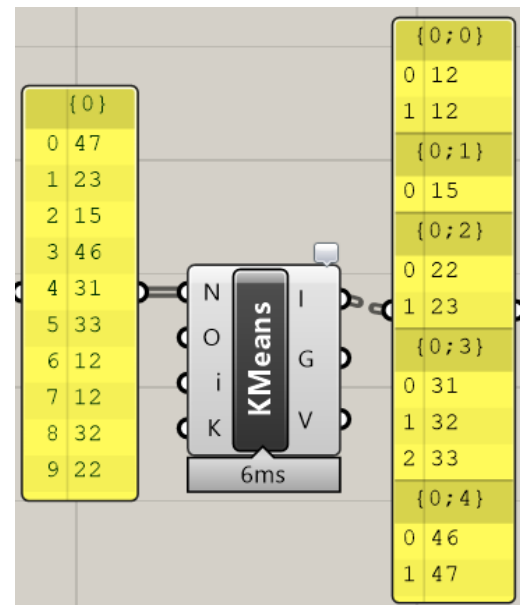 {0}
0 47
1 23
2 15
3 46
4 31
5 33
6 12
7 12
8 32
9 22
N
O
i
K
KMeans
I
G
V
6ms
{0;0}
0 12
1 12
{0;1}
0 15
{0;2}
0 22
1 23
{0;3}
0 31
1 32
2 33
{0;4}
0 46
1 47